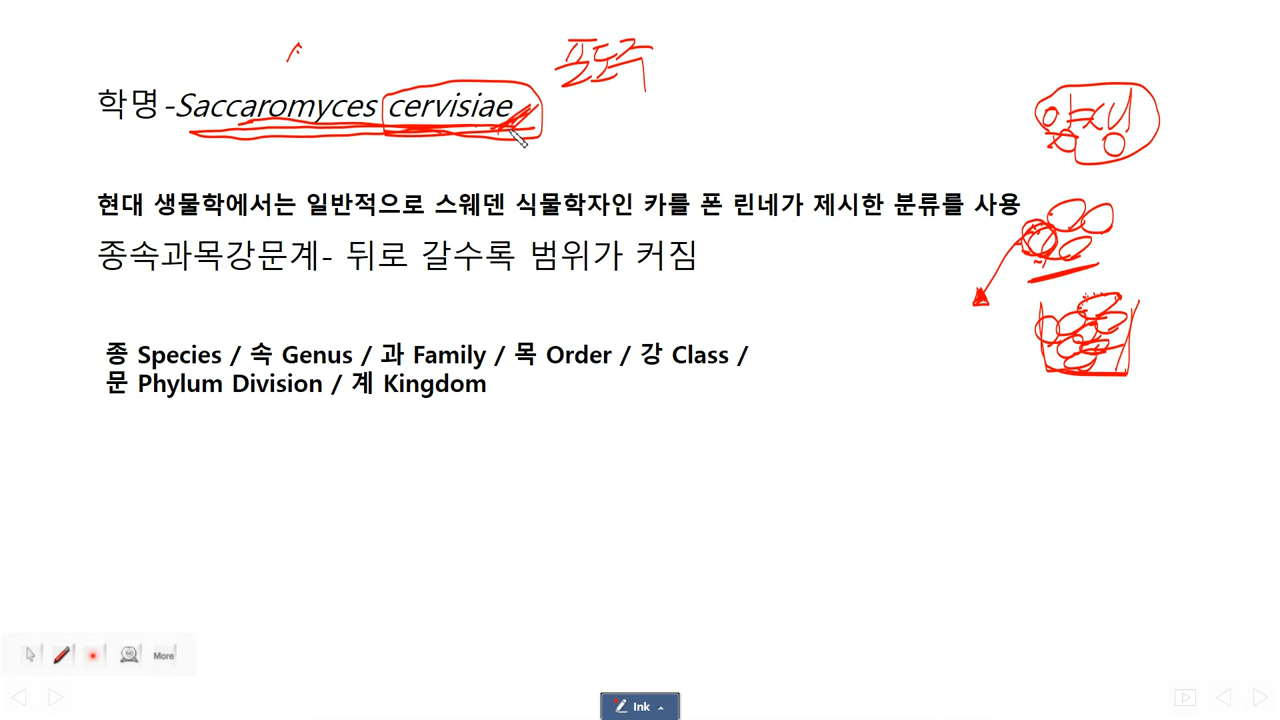 포도주
학명-Saccaromyces cervisiae
양조
현대 생물학에서는 일반적으로 스웨덴 식물학자인 카를 폰 린네가 제시한 분류를 사용
종속과목강문계- 뒤로 갈수록 범위가 커짐
종 Species / 속 Genus / 과 Family / 목 Order / 강 Class /
문 Phylum Division / 계 Kingdom
More
Ink